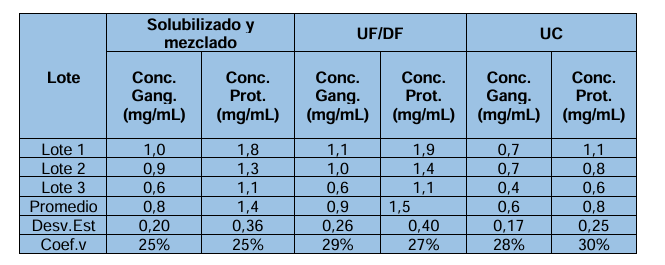 Lote | Solubilizado y mezclado | UF/DF | UC
Conc. Gang. (mg/mL) | Conc. Prot. (mg/mL) | Conc. Gang. (mg/mL) | Conc. Prot. (mg/mL) | Conc. Gang. (mg/mL) | Conc. Prot. (mg/mL)
Lote 1 | 1,0 | 1,8 | 1,1 | 1,9 | 0,7 | 1,1
Lote 2 | 0,9 | 1,3 | 1,0 | 1,4 | 0,7 | 0,8
Lote 3 | 0,6 | 1,1 | 0,6 | 1,1 | 0,4 | 0,6
Promedio | 0,8 | 1,4 | 0,9 | 1,5 | 0,6 | 0,8
Desv.Est | 0,20 | 0,36 | 0,26 | 0,40 | 0,17 | 0,25
Coef.v | 25% | 25% | 29% | 27% | 28% | 30%